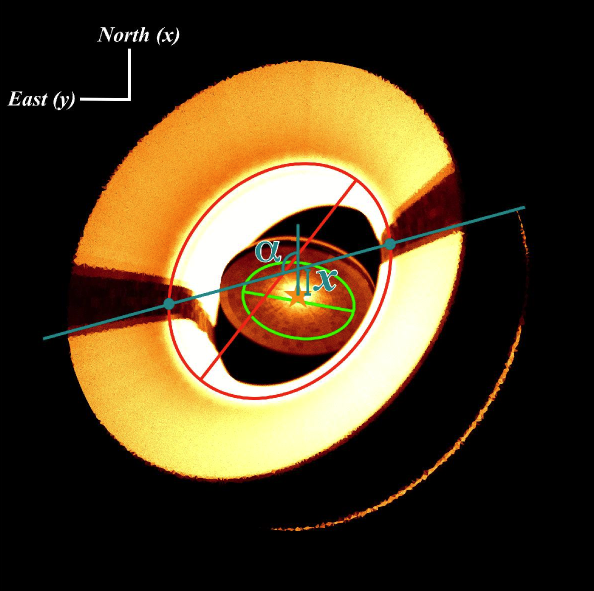 North (x)
East (y)
α
x